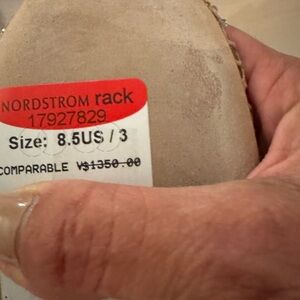 NORDSTROM rack
17927829
Size: 8.5US / 3
COMPARABLE V$1350.00